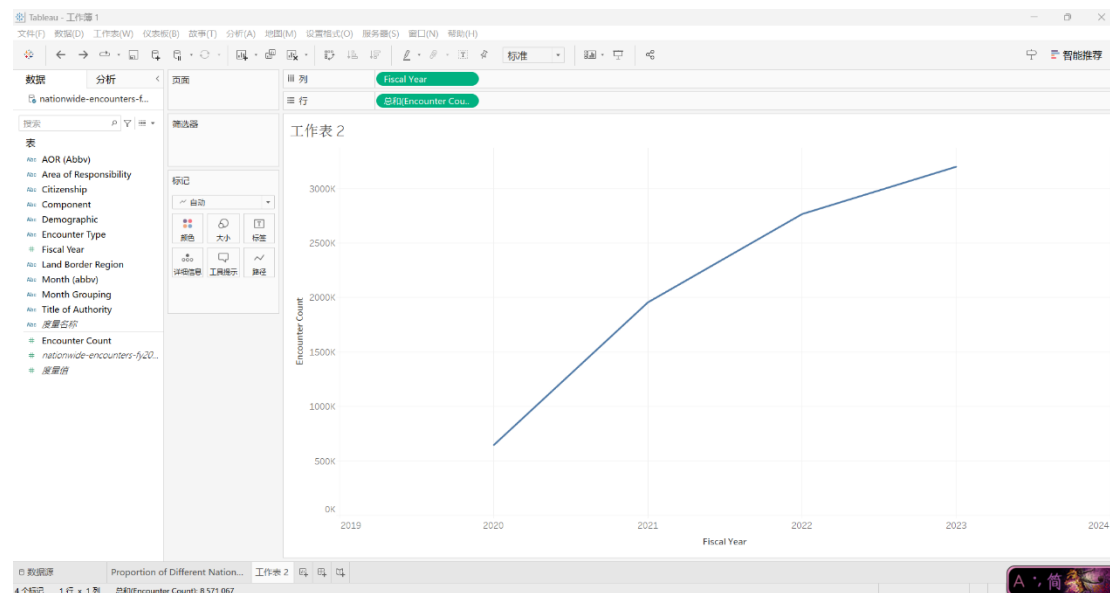 Tableau - 工作簿 1
文件(F) 数据(D) 工作表(W) 仪表板(B) 故事(T) 分析(A) 地图(M) 设置格式(O) 服务器(S) 窗口(N) 帮助(H)
标准
智能推荐
数据 分析
nationwide-encounters-f...
搜索
表
AOR (Abbv)
Area of Responsibility
Citizenship
Component
Demographic
Encounter Type
Fiscal Year
Land Border Region
Month (abbv)
Month Grouping
Title of Authority
度量名称
Encounter Count
nationwide-encounters-fy20...
度量值
页面
筛选器
标记
自动
颜色 大小 标签
详细信息 工具提示 路径
列 Fiscal Year
行 总和(Encounter Cou..
工作表 2
3000K
2500K
2000K
1500K
1000K
500K
0K
Encounter Count
2019 2020 2021 2022 2023 2024
Fiscal Year
数据源 Proportion of Different Nation... 工作表 2
4 个标记 1 行 x 1 列 总和(Encounter Count): 8,571,067
A 简